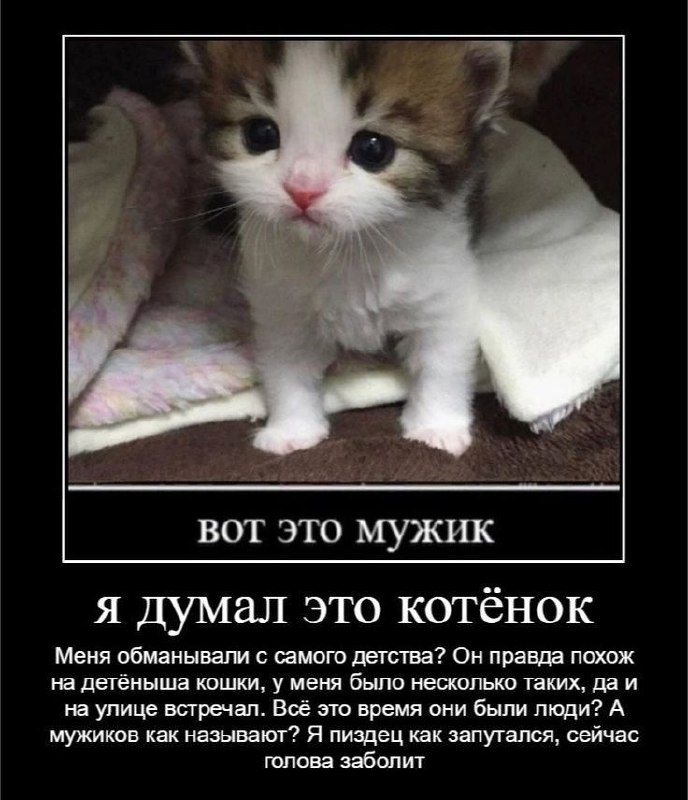 вот это мужик
я думал это котёнок
Меня обманывали с самого детства? Он правда похож
на детёныша кошки, у меня было несколько таких, да и
на улице встречал. Всё это время они были люди? А
мужиков как называют? Я пиздец как запутался, сейчас
голова заболит